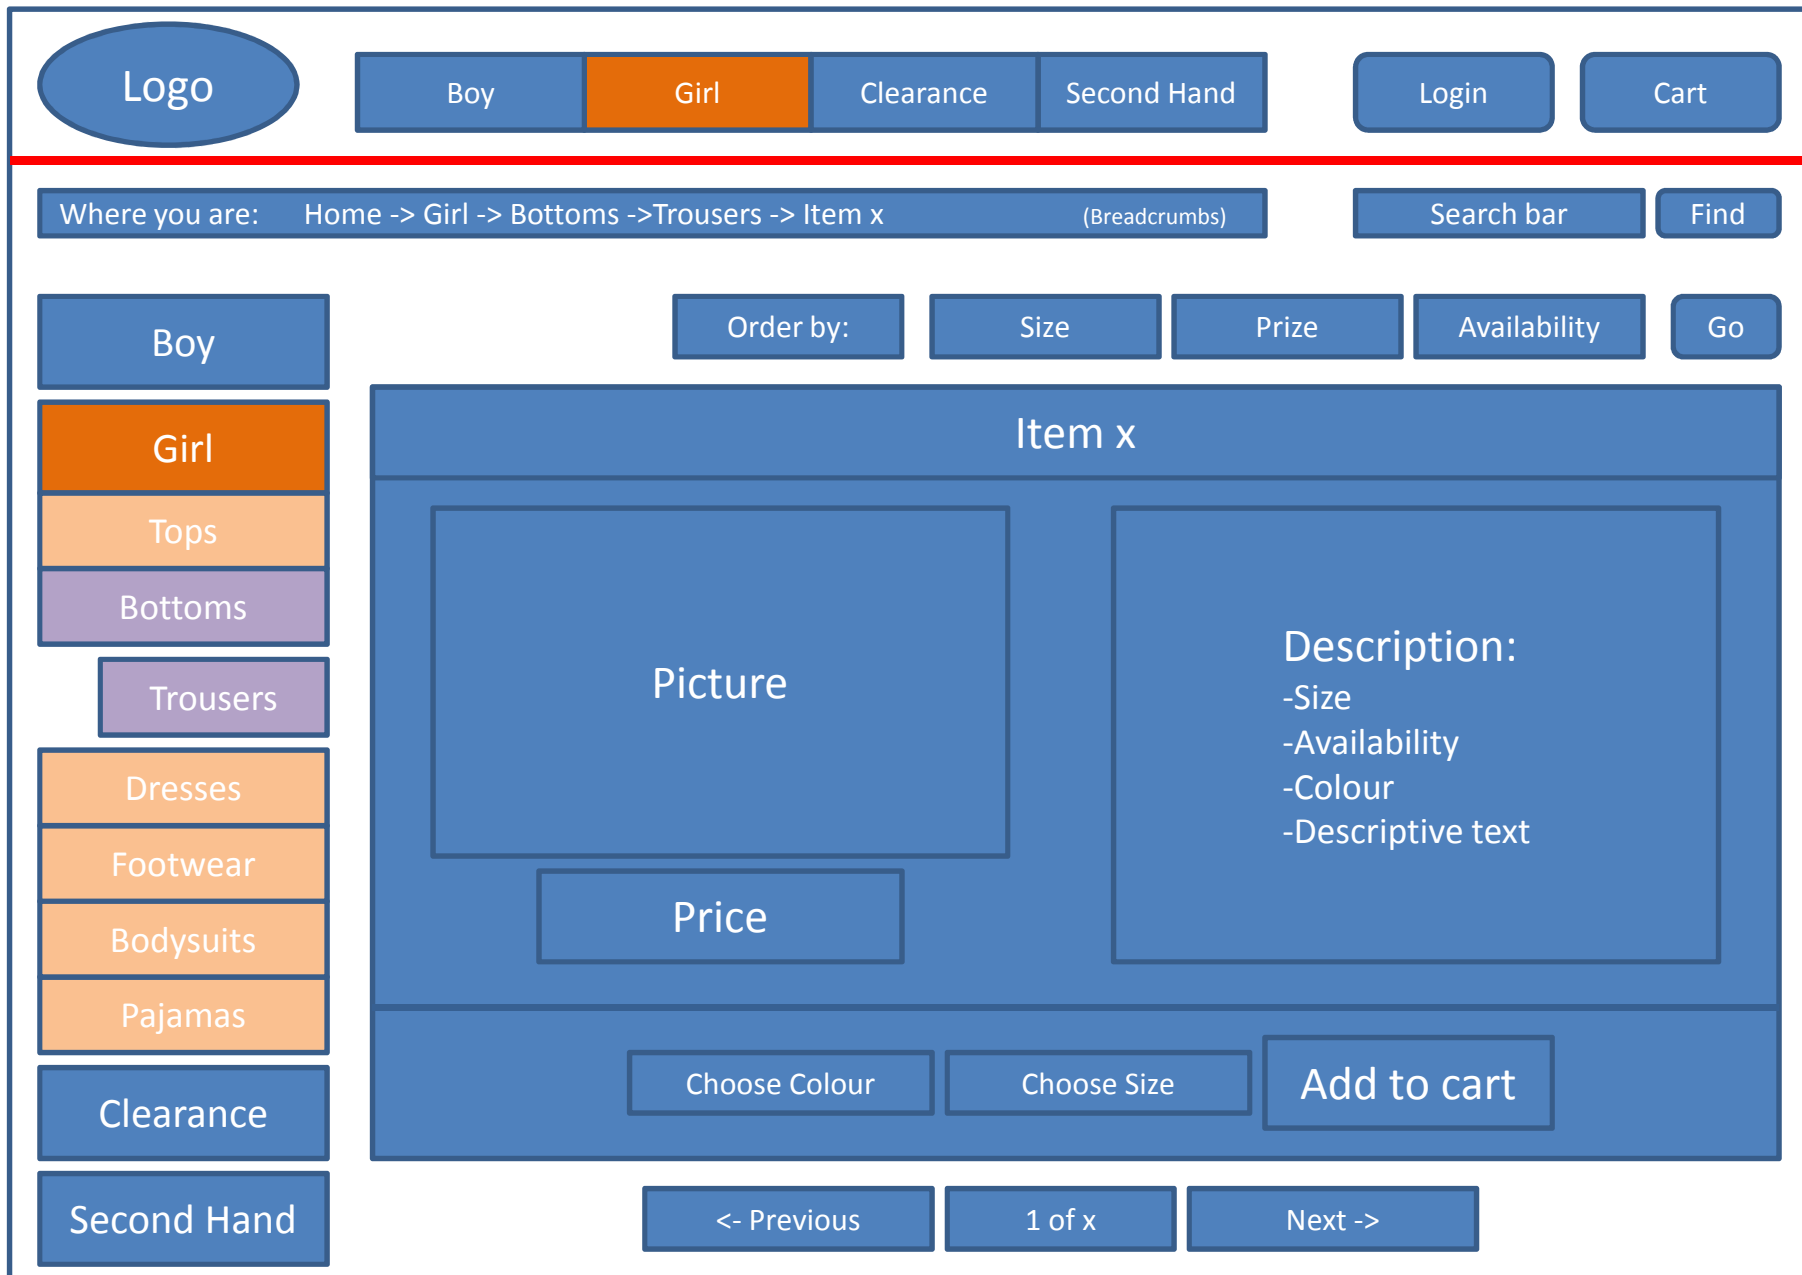 Logo
Boy
Girl
Clearance
Second Hand
Login
Cart
Where you are: Home -> Girl -> Bottoms ->Trousers -> Item x (Breadcrumbs)
Search bar
Find
Order by:
Size
Prize
Availability
Go
Boy
Girl
Tops
Bottoms
Trousers
Dresses
Footwear
Bodysuits
Pajamas
Clearance
Second Hand
Item x
Picture
Price
Description:
-Size
-Availability
-Colour
-Descriptive text
Choose Colour
Choose Size
Add to cart
<- Previous
1 of x
Next ->